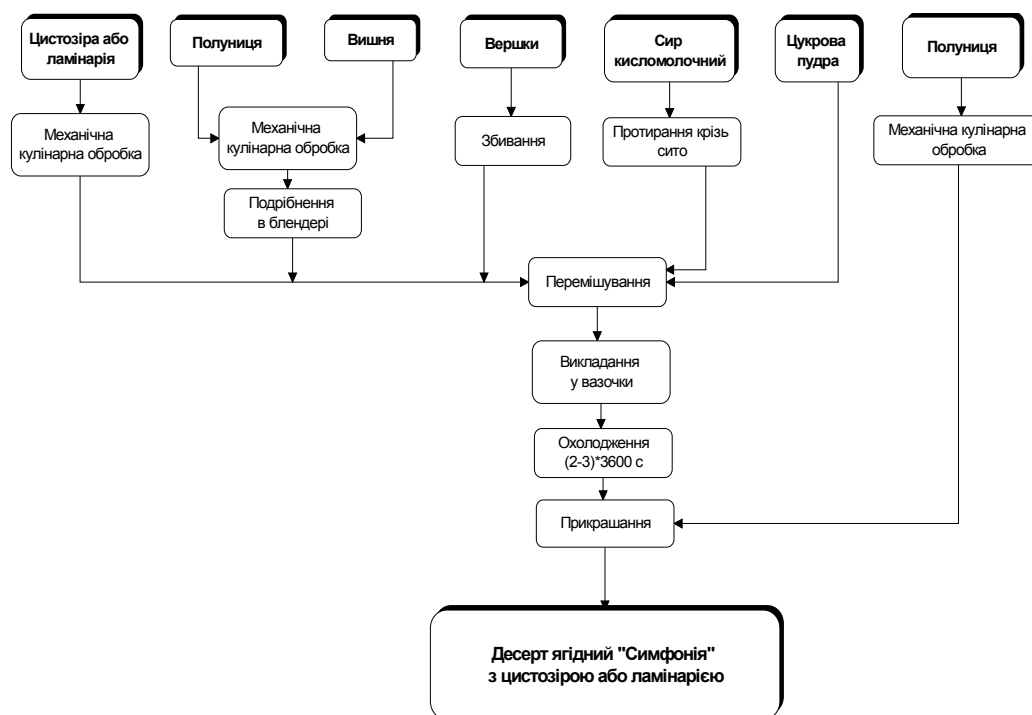 Цистозіра або
ламінарія
Полуниця
Вишня
Вершки
Сир
кисломолочний
Цукрова
пудра
Полуниця
Механічна
кулінарна обробка
Механічна
кулінарна обробка
Збивання
Протирання крізь
сито
Механічна кулінарна
обробка
Подрібнення
в блендері
Перемішування
Викладання
у вазочки
Охолодження
(2-3)*3600 с
Прикрашання
Десерт ягідний "Симфонія"
з цистозірою або ламінарією